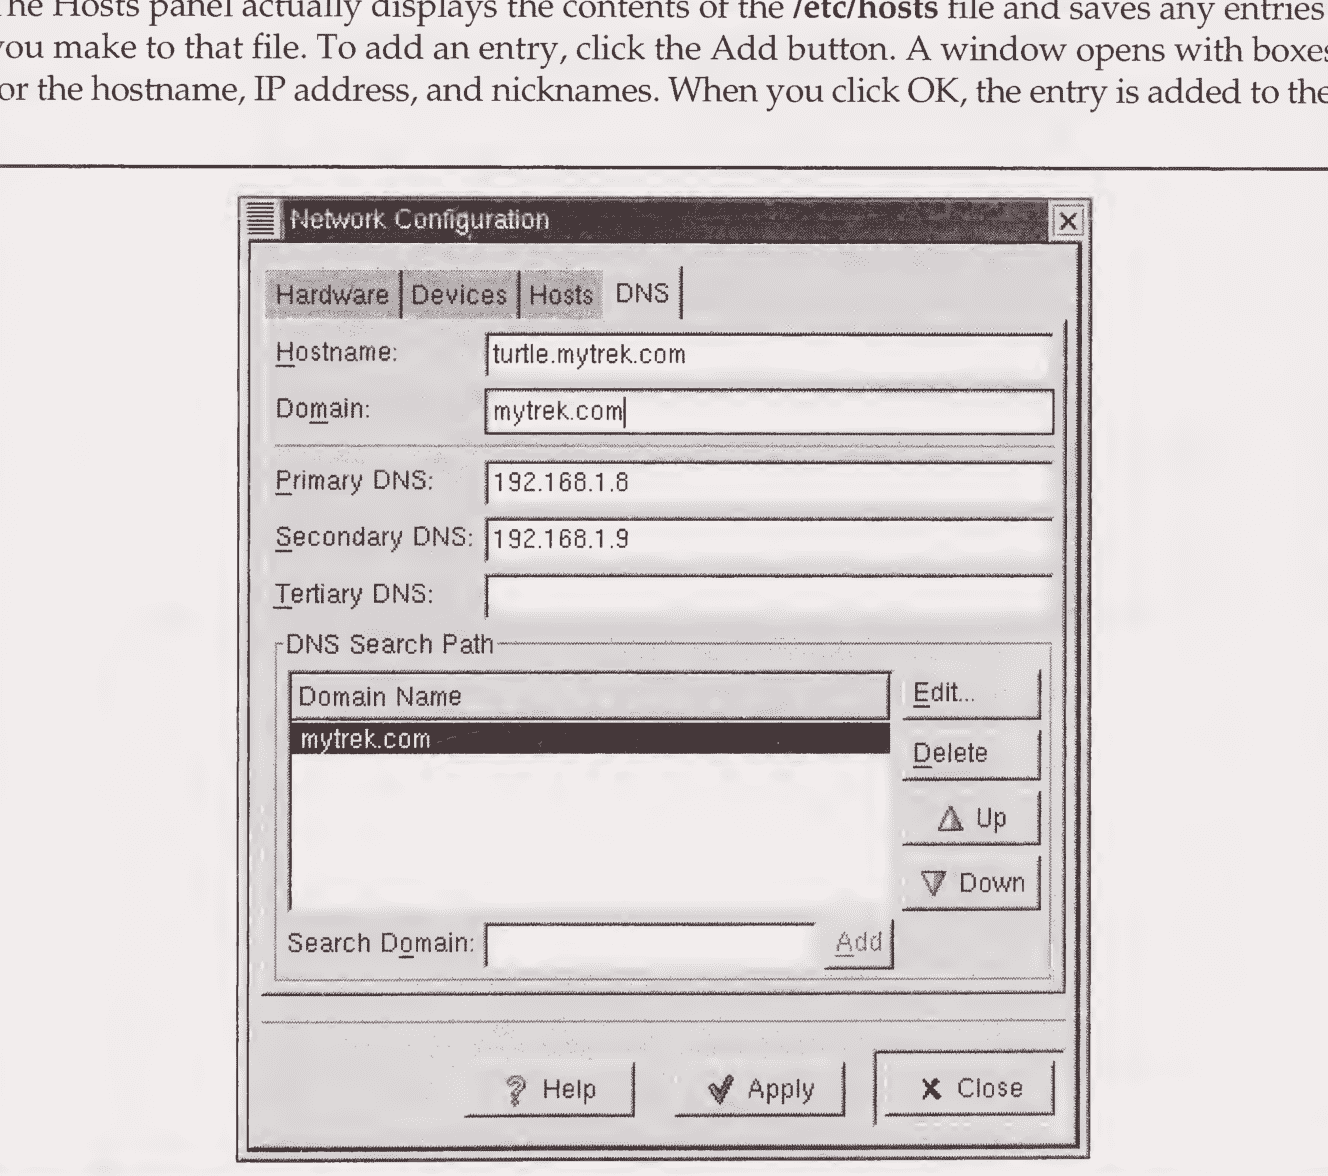 The Hosts panel actually displays the contents of the /etc/hosts file and saves any entries
you make to that file. To add an entry, click the Add button. A window opens with boxes
for the hostname, IP address, and nicknames. When you click OK, the entry is added to the
Network Configuration
Hardware Devices Hosts DNS
Hostname: turtle.mytrek.com
Domain: mytrek.com
Primary DNS: 192.168.1.8
Secondary DNS: 192.168.1.9
Tertiary DNS:
DNS Search Path
Domain Name
Edit...
mytrek.com
Delete
Up
Down
Search Domain: Add
Help Apply Close